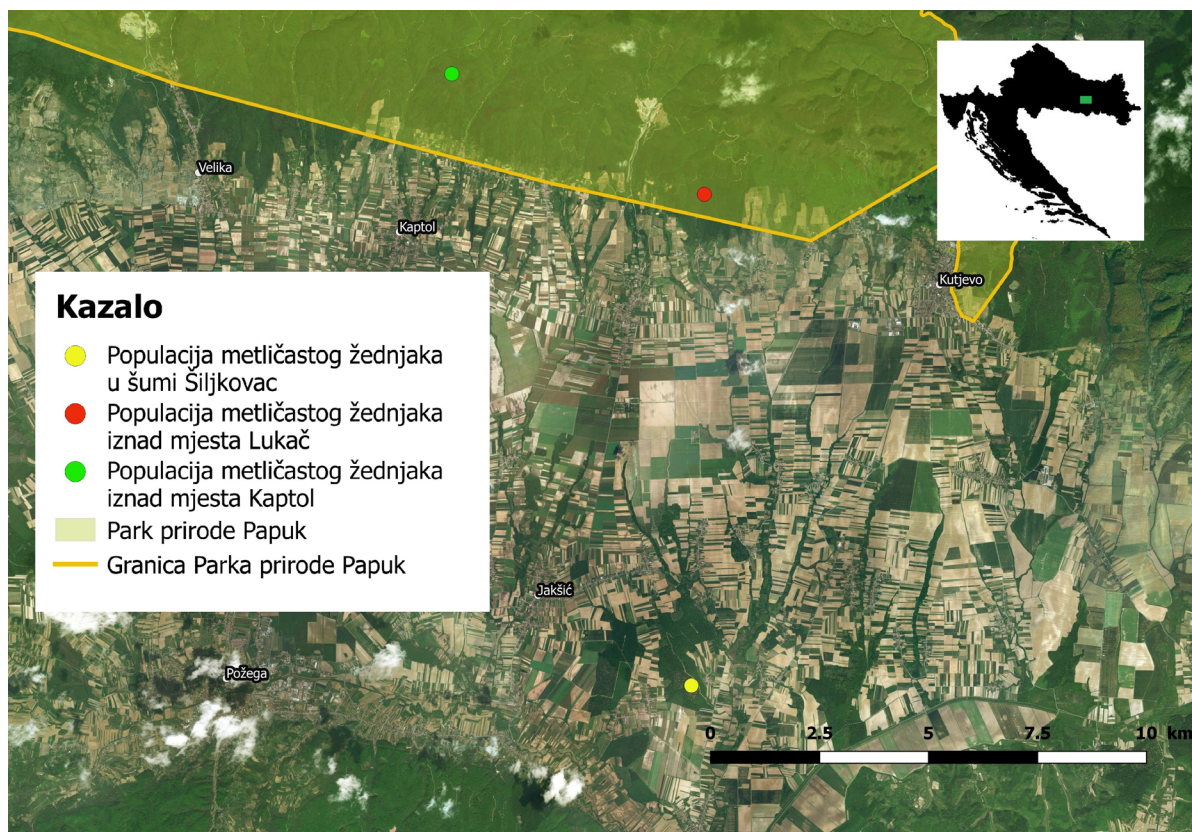 Velika
Kaptol
Kutjevo
Kazalo
Populacija metličastog žednjaka
u šumi Šiljkovac
Populacija metličastog žednjaka
iznad mjesta Lukač
Populacija metličastog žednjaka
iznad mjesta Kaptol
Park prirode Papuk
Granica Parka prirode Papuk
Jakšić
Požega
0 2.5 5 7.5 10 km